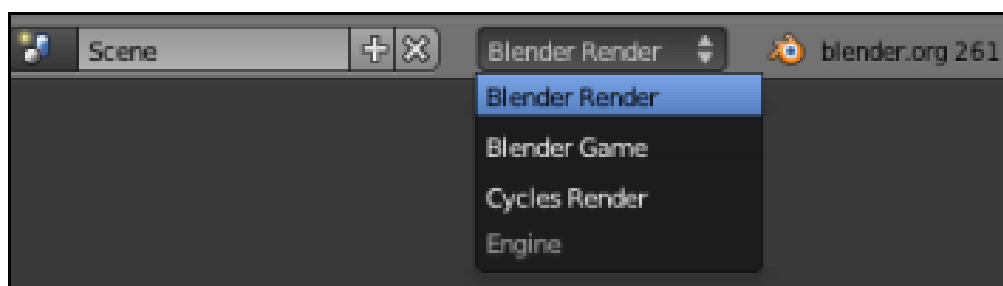 Scene
Blender Render
blender.org 261
Blender Render
Blender Game
Cycles Render
Engine